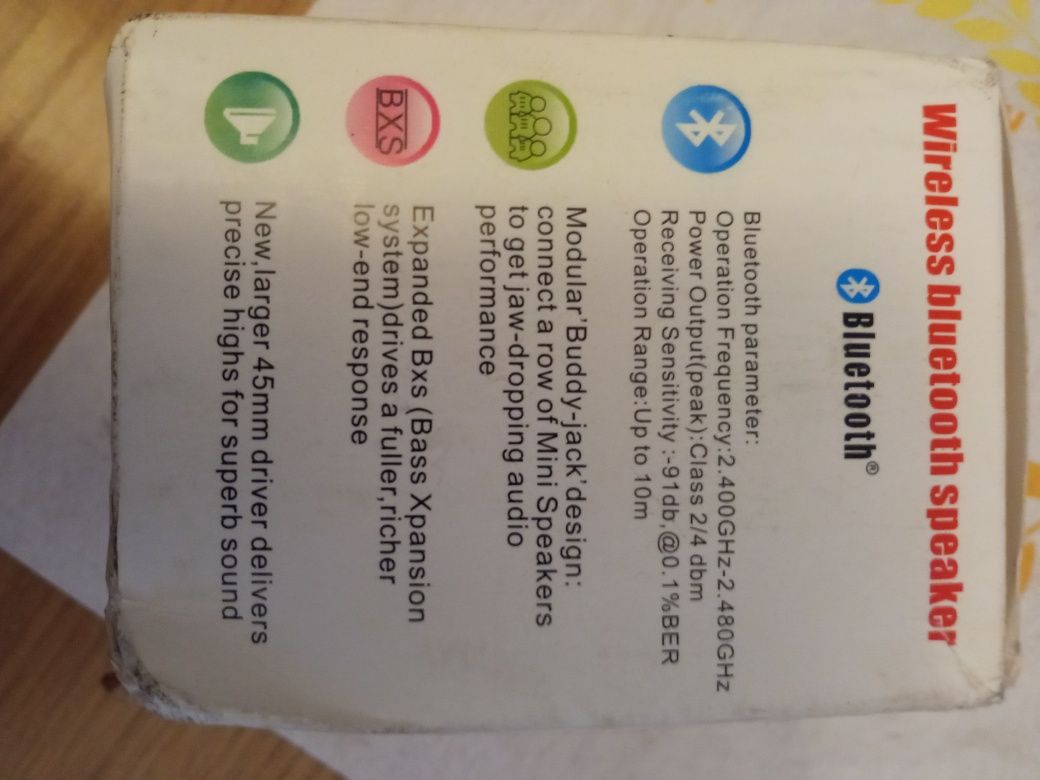 Wireless bluetooth speaker
Bluetooth®
Bluetooth parameter:
Operation Frequency:2.400GHz-2.480GHz
Power Output(peak):Class 2/4 dbm
Receiving Sensitivity :-91db,@0.1%BER
Operation Range:Up to 10m
Modular'Buddy-jack'design:
connect a row of Mini Speakers
to get jaw-dropping audio
performance
BXS
Expanded Bxs (Bass Xpansion
system)drives a fuller,richer
low-end response
New,larger 45mm driver delivers
precise highs for superb sound